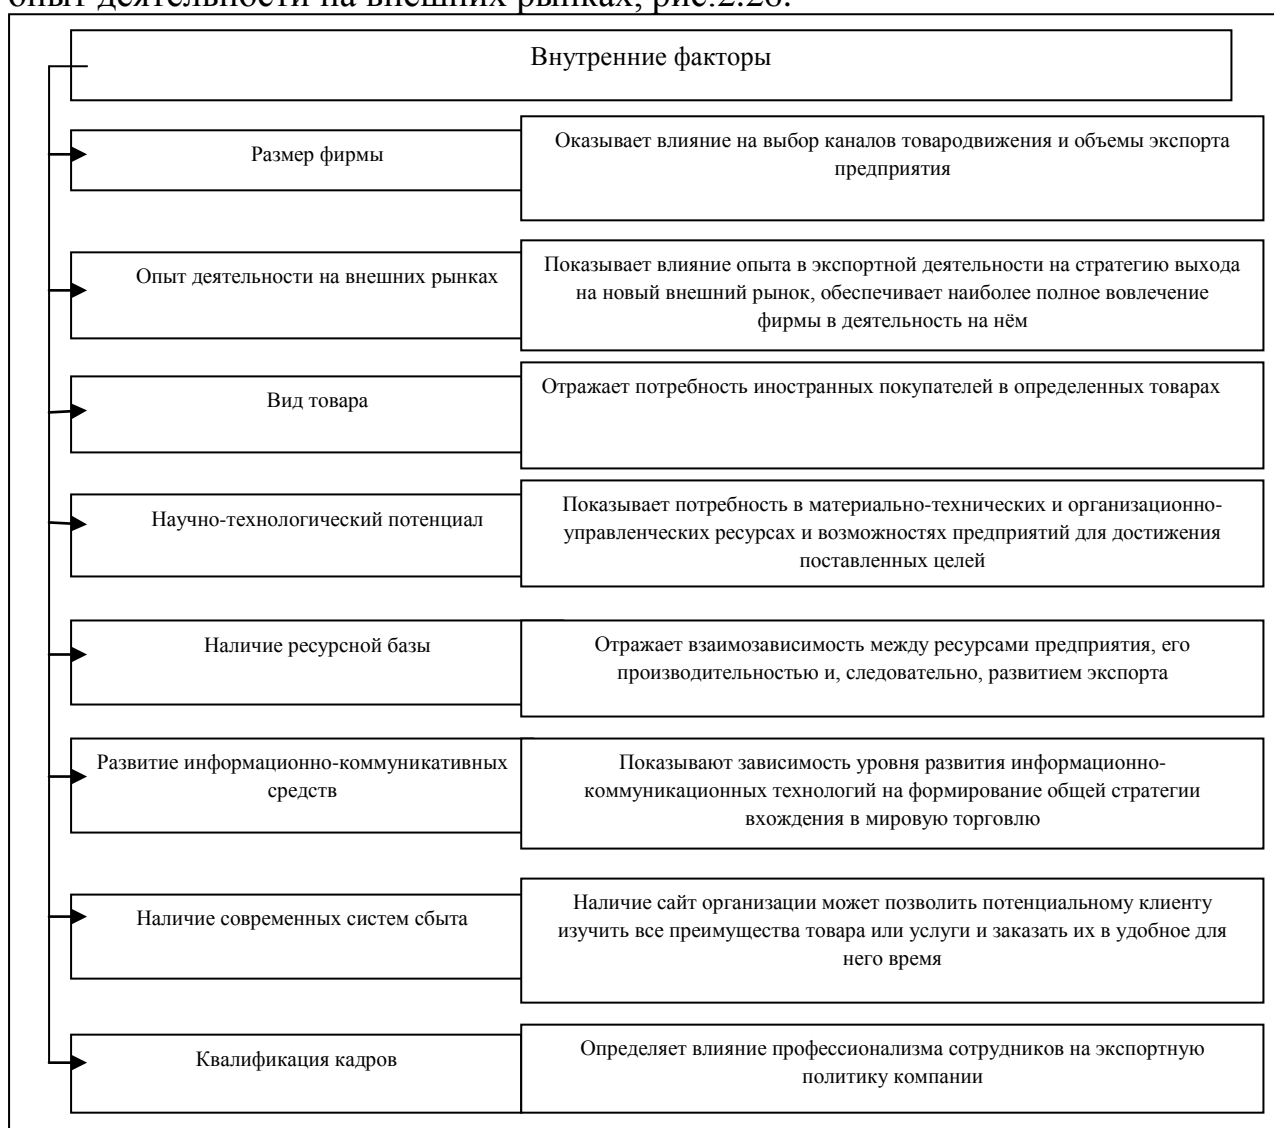 опыт деятельности на внешних рынках, рис.2.28.
Внутренние факторы
Размер фирмы
Оказывает влияние на выбор каналов товародвижения и объемы экспорта
предприятия
Опыт деятельности на внешних рынках
Показывает влияние опыта в экспортной деятельности на стратегию выхода
на новый внешний рынок, обеспечивает наиболее полное вовлечение
фирмы в деятельность на нём
Вид товара
Отражает потребность иностранных покупателей в определенных товарах
Научно-технологический потенциал
Показывает потребность в материально-технических и организационно-
управленческих ресурсах и возможностях предприятий для достижения
поставленных целей
Наличие ресурсной базы
Отражает взаимозависимость между ресурсами предприятия, его
производительностью и, следовательно, развитием экспорта
Развитие информационно-коммуникативных
средств
Показывают зависимость уровня развития информационно-
коммуникационных технологий на формирование общей стратегии
вхождения в мировую торговлю
Наличие современных систем сбыта
Наличие сайт организации может позволить потенциальному клиенту
изучить все преимущества товара или услуги и заказать их в удобное для
него время
Квалификация кадров
Определяет влияние профессионализма сотрудников на экспортную
политику компании